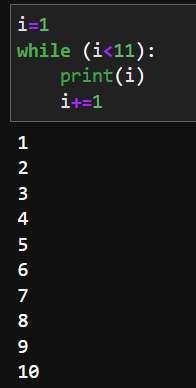 i=1
while (i<11):
    print(i)
    i+=1
1
2
3
4
5
6
7
8
9
10